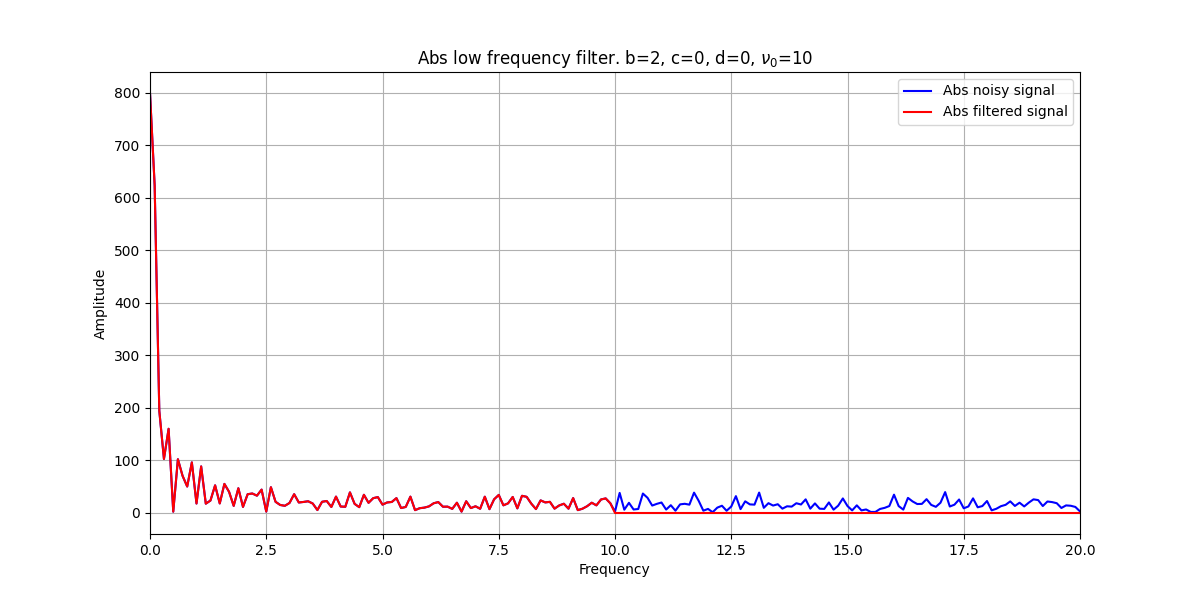 Abs low frequency filter. b=2, c=0, d=0, ν₀=10
Abs noisy signal
Abs filtered signal
Amplitude
800
700
600
500
400
300
200
100
0
0.0 2.5 5.0 7.5 10.0 12.5 15.0 17.5 20.0
Frequency